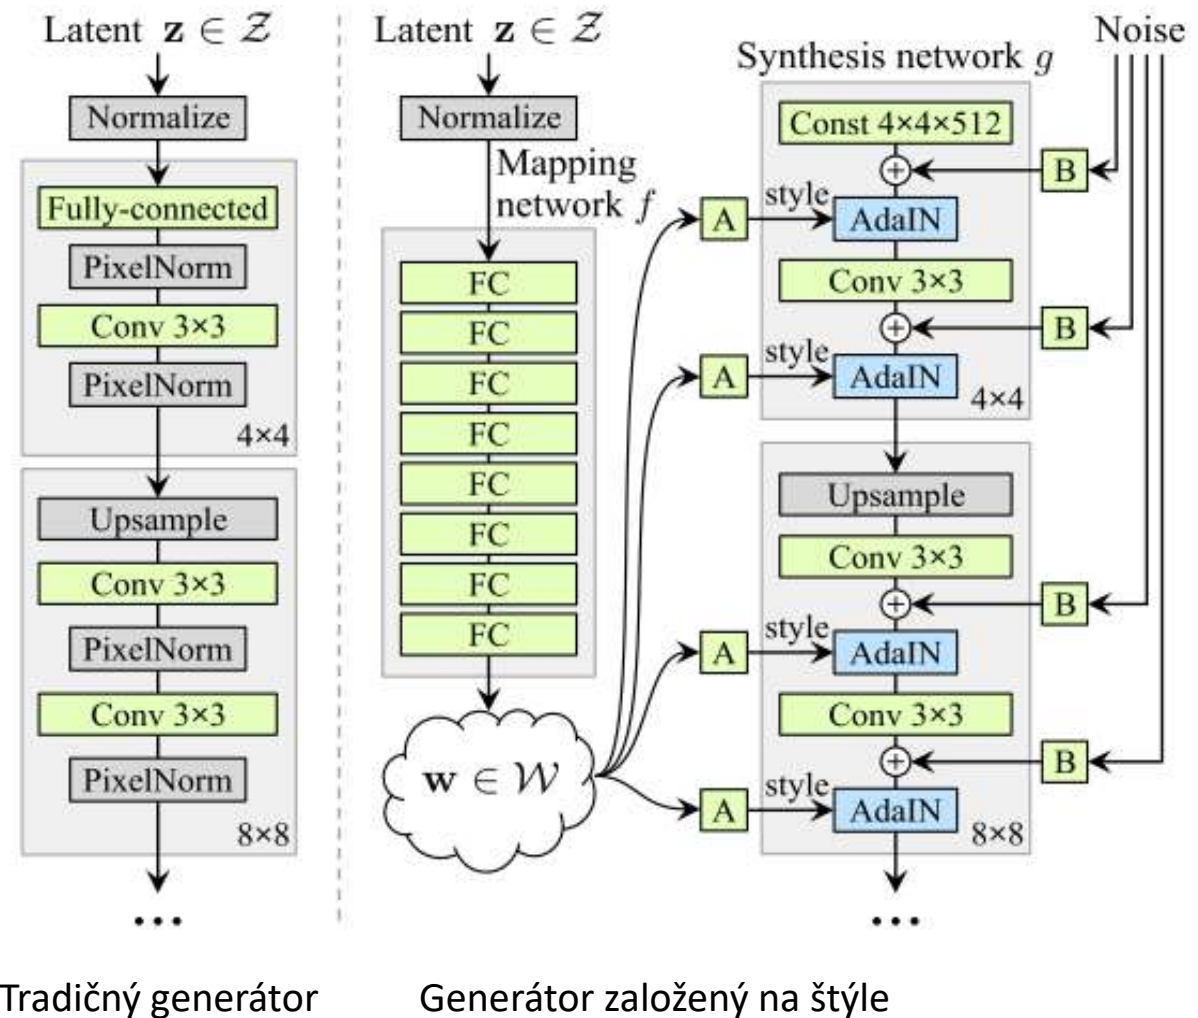 Latent z ∈ 𝒵
Normalize
Fully-connected
PixelNorm
Conv 3×3
PixelNorm
4×4
Upsample
Conv 3×3
PixelNorm
Conv 3×3
PixelNorm
8×8
...
Latent z ∈ 𝒵
Normalize
Mapping
network f
FC
FC
FC
FC
FC
FC
FC
FC
w ∈ 𝒲
Noise
Synthesis network g
Const 4×4×512
+
B
A
style
AdaIN
Conv 3×3
+
B
A
style
AdaIN
4×4
Upsample
Conv 3×3
+
B
A
style
AdaIN
Conv 3×3
+
B
A
style
AdaIN
8×8
...
Tradičný generátor
Generátor založený na štýle